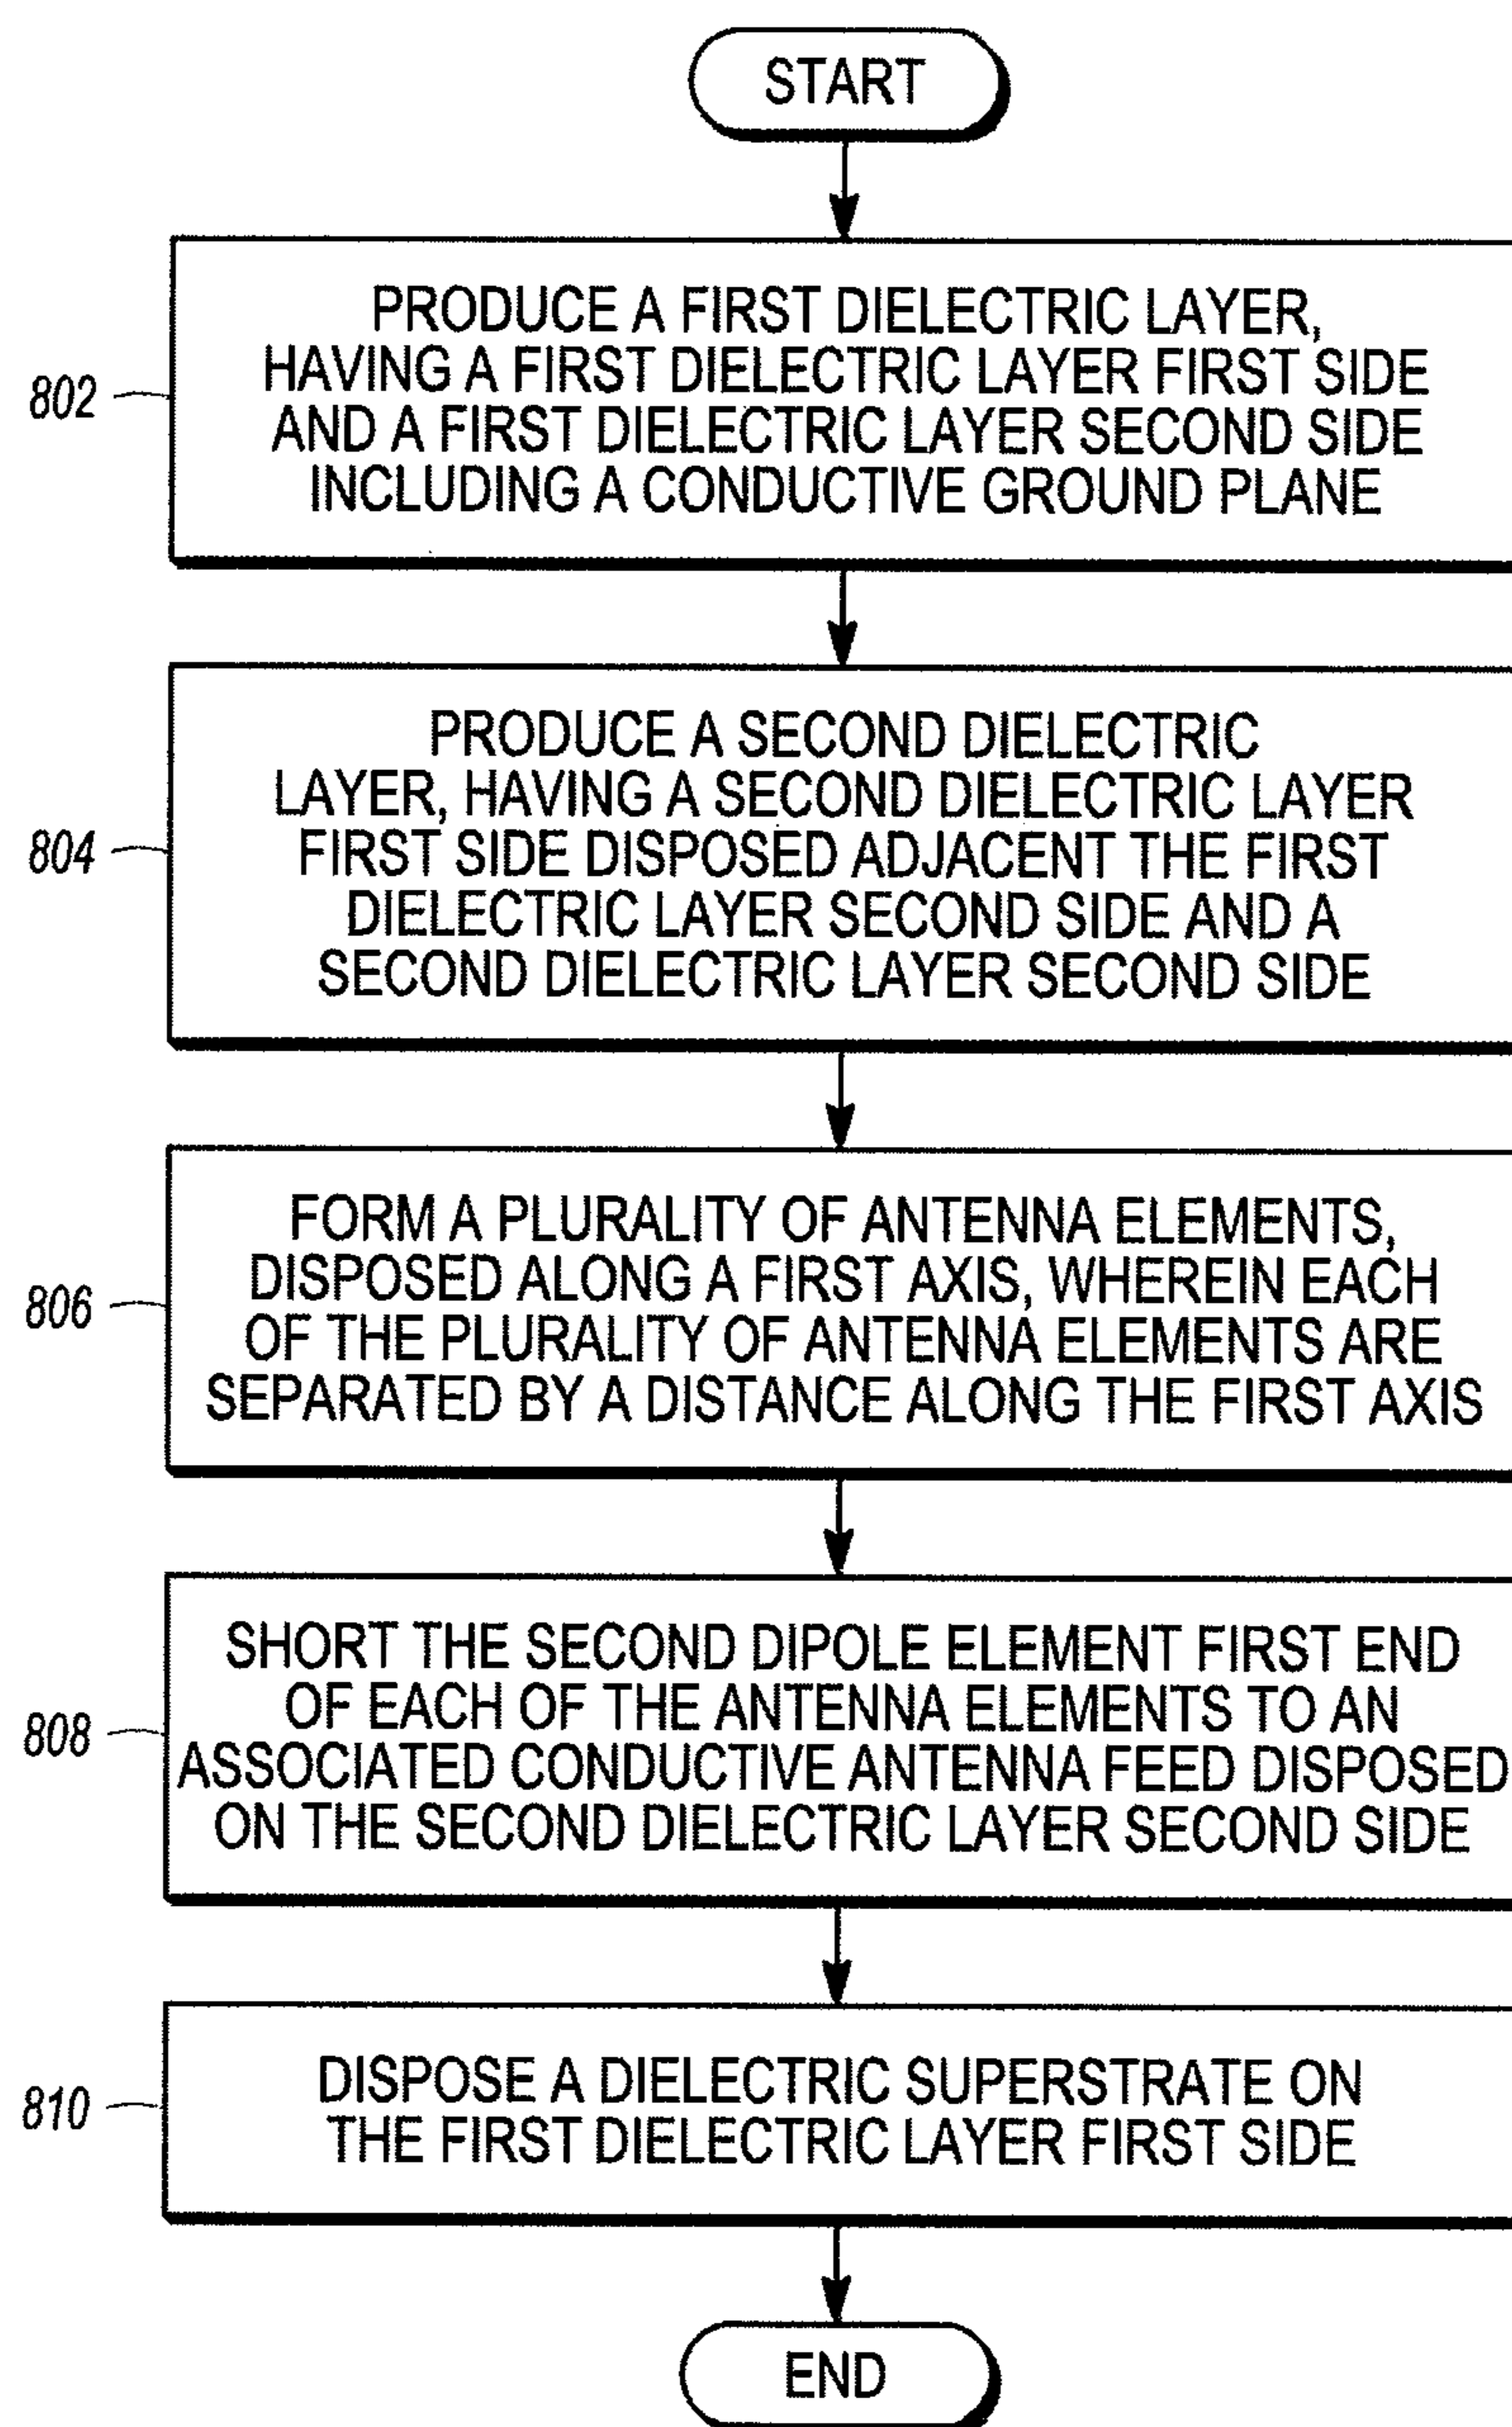 START
PRODUCE A FIRST DIELECTRIC LAYER,
HAVING A FIRST DIELECTRIC LAYER FIRST SIDE
AND A FIRST DIELECTRIC LAYER SECOND SIDE
INCLUDING A CONDUCTIVE GROUND PLANE
802
PRODUCE A SECOND DIELECTRIC
LAYER, HAVING A SECOND DIELECTRIC LAYER
FIRST SIDE DISPOSED ADJACENT THE FIRST
DIELECTRIC LAYER SECOND SIDE AND A
SECOND DIELECTRIC LAYER SECOND SIDE
804
FORM A PLURALITY OF ANTENNA ELEMENTS,
DISPOSED ALONG A FIRST AXIS, WHEREIN EACH
OF THE PLURALITY OF ANTENNA ELEMENTS ARE
SEPARATED BY A DISTANCE ALONG THE FIRST AXIS
806
SHORT THE SECOND DIPOLE ELEMENT FIRST END
OF EACH OF THE ANTENNA ELEMENTS TO AN
ASSOCIATED CONDUCTIVE ANTENNA FEED DISPOSED
ON THE SECOND DIELECTRIC LAYER SECOND SIDE
808
DISPOSE A DIELECTRIC SUPERSTRATE ON
THE FIRST DIELECTRIC LAYER FIRST SIDE
810
END